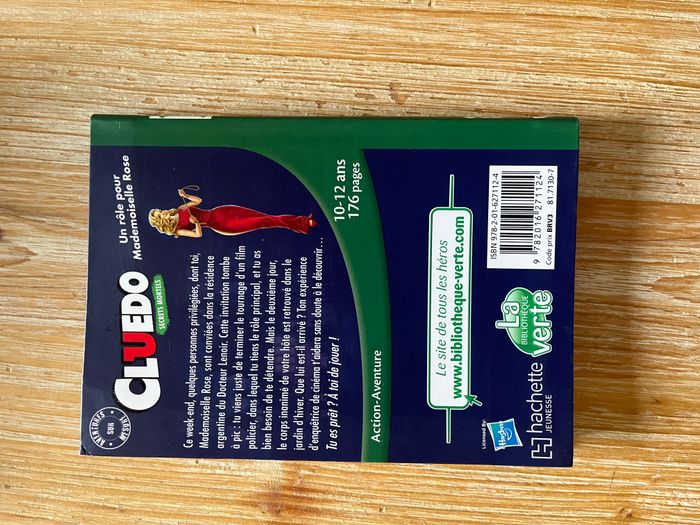 AVENTURES
SUR
MESURE
CLUEDO
SECRETS MORTELS
Un rôle pour
Mademoiselle Rose
Ce week-end, quelques personnes privilégiées, dont toi,
Mademoiselle Rose, sont conviées dans la résidence
argentine du Docteur Lenoir. Cette invitation tombe
à pic : tu viens juste de terminer le tournage d'un film
policier, dans lequel tu tiens le rôle principal, et tu as
bien besoin de te détendre. Mais le deuxième jour,
le corps inanimé de votre hôte est retrouvé dans le
jardin d'hiver. Que lui est-il arrivé ? Ton expérience
d'enquêtrice de cinéma t'aidera sans doute à le découvrir...
Tu es prêt ? À toi de jouer !
10-12 ans
176 pages
Action-Aventure
Le site de tous les héros
www.bibliotheque-verte.com
Licensed By:
Hasbro
hachette
JEUNESSE
La
BIBLIOTHÈQUE
verte
ISBN 978-2-01-627112-4
9 782016 271124
Code prix BRV3 81.7130-7